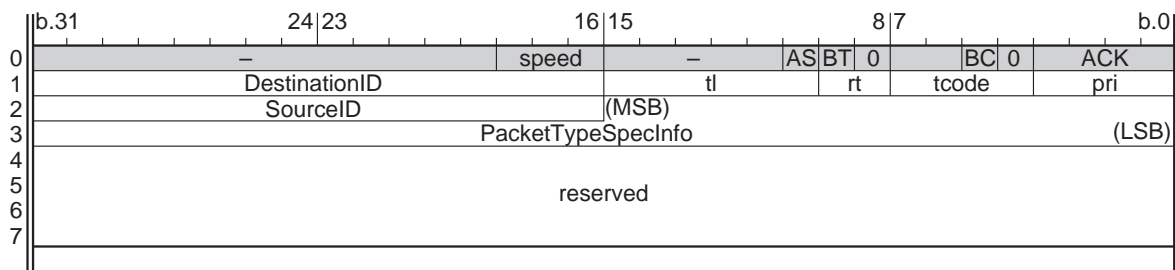 b.31 24 23 16 15 8 7 b.0
0 – speed – AS BT 0 BC 0 ACK
1 DestinationID tl rt tcode pri
2 SourceID (MSB)
3 PacketTypeSpecInfo (LSB)
4
5 reserved
6
7